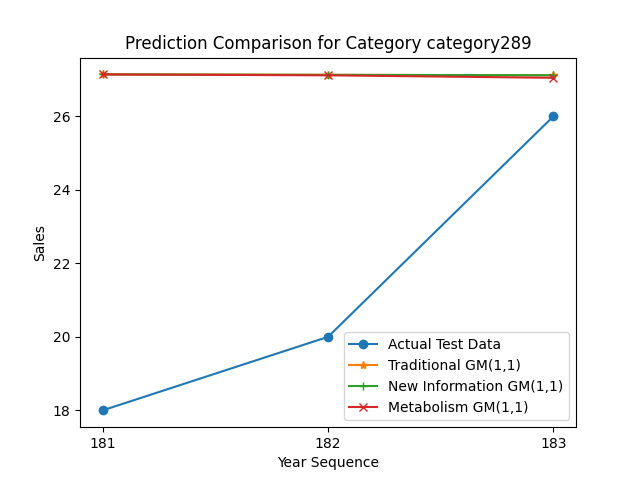 Prediction Comparison for Category category289
Sales
26
24
22
20
18
181
182
183
Year Sequence
Actual Test Data
Traditional GM(1,1)
New Information GM(1,1)
Metabolism GM(1,1)